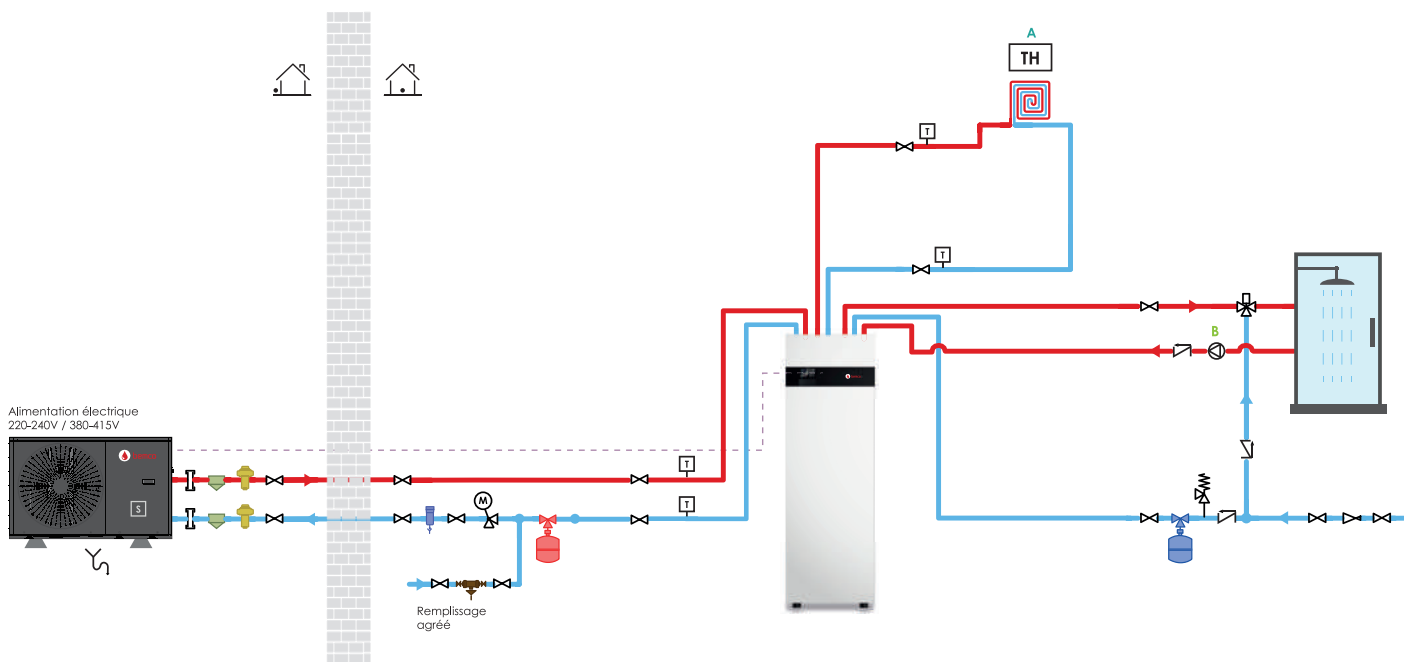 A
TH
T
T
B
Alimentation électrique
220-240V / 380-415V
S
T
M
T
Remplissage
agréé